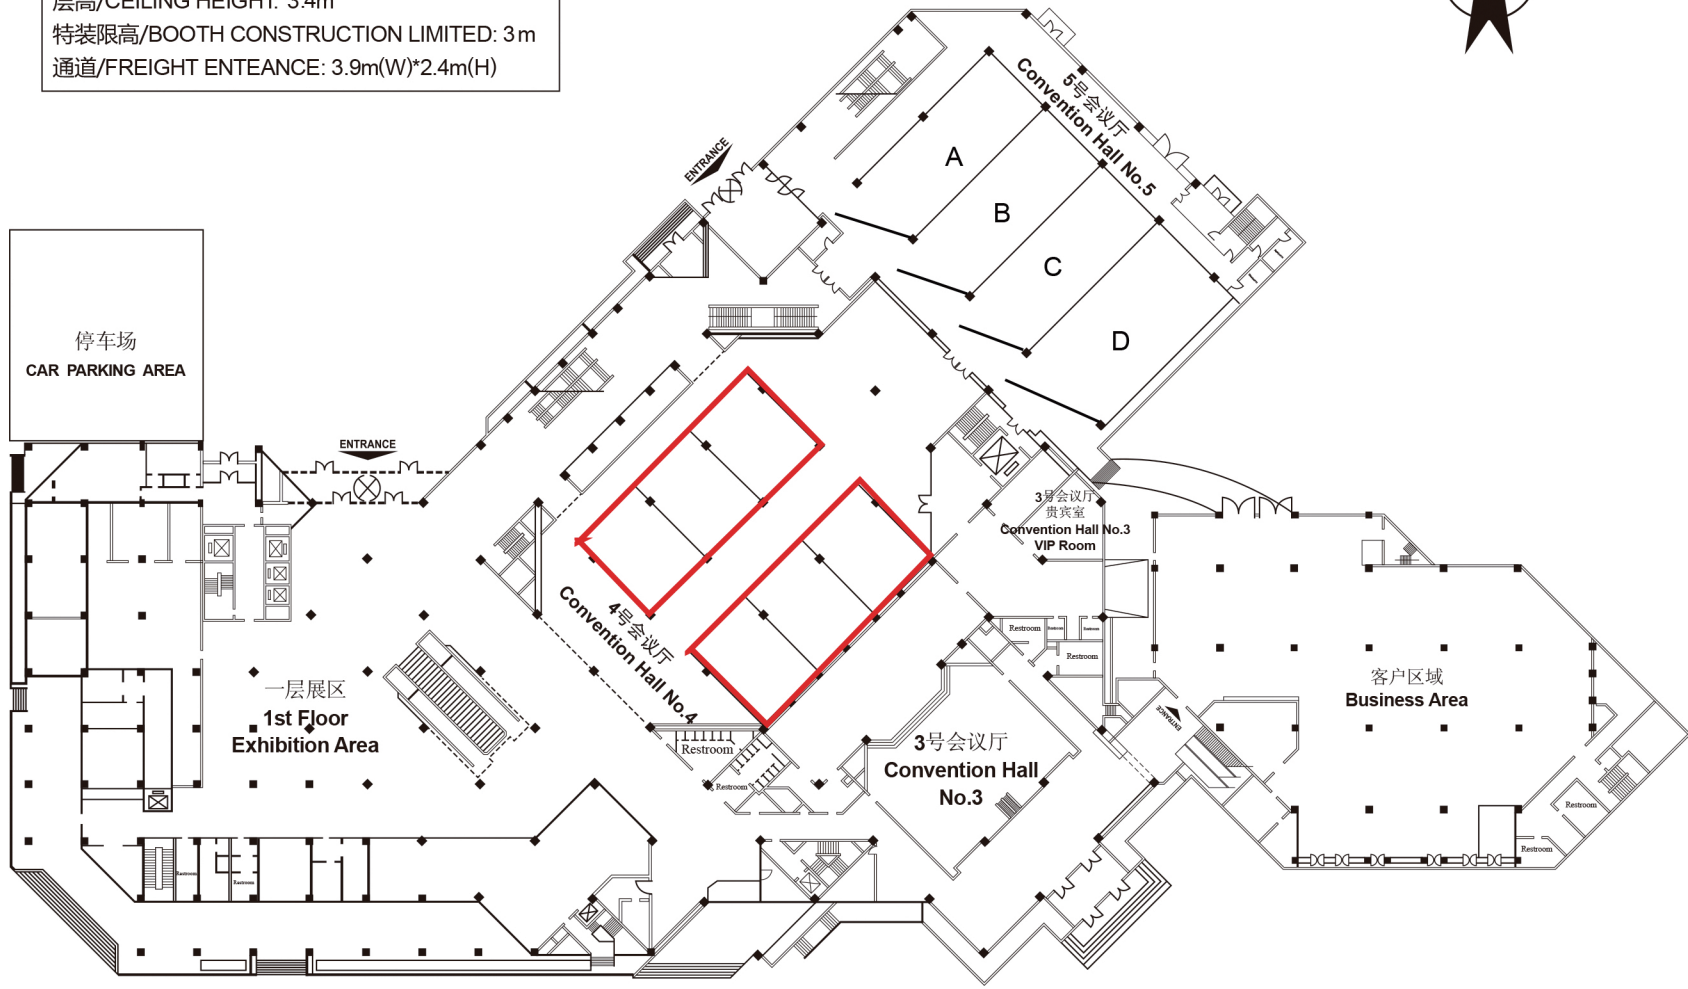 层高/CEILING HEIGHT: 3.4m
特装限高/BOOTH CONSTRUCTION LIMITED: 3m
通道/FREIGHT ENTEANCE: 3.9m(W)*2.4m(H)
ENTRANCE
5号会议厅
Convention Hall No.5
A
B
C
D
停车场
CAR PARKING AREA
ENTRANCE
3号会议厅
贵宾室
Convention Hall No.3
VIP Room
4号会议厅
Convention Hall No.4
Restroom
Restroom
Restroom
Restroom
一层展区
1st Floor
Exhibition Area
客户区域
Business Area
ENTRANCE
Restroom
Restroom
3号会议厅
Convention Hall
No.3
Restroom
Restroom
Restroom
Restroom